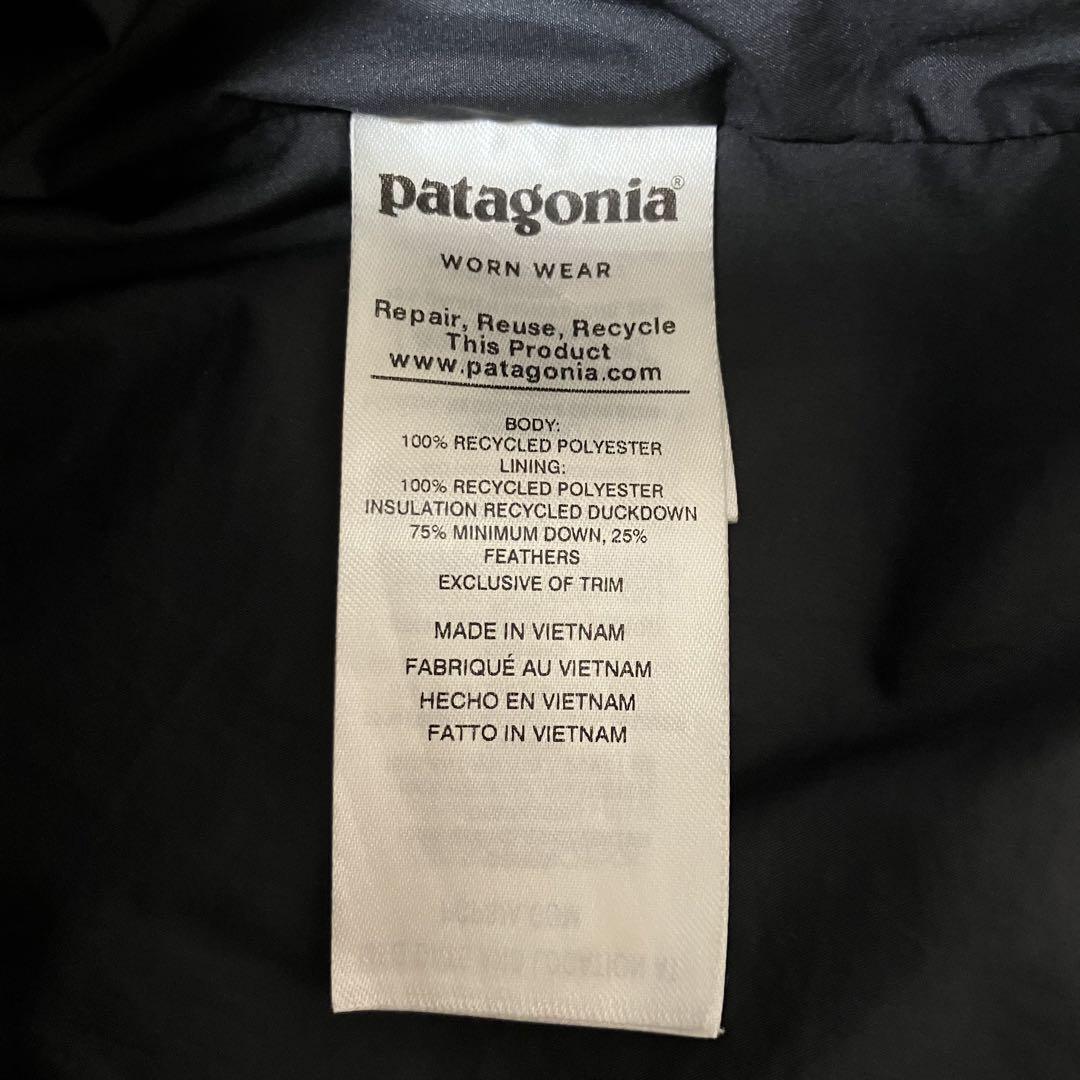 patagonia®
WORN WEAR
Repair, Reuse, Recycle
This Product
www.patagonia.com
BODY:
100% RECYCLED POLYESTER
LINING:
100% RECYCLED POLYESTER
INSULATION RECYCLED DUCKDOWN
75% MINIMUM DOWN, 25%
FEATHERS
EXCLUSIVE OF TRIM
MADE IN VIETNAM
FABRIQUÉ AU VIETNAM
HECHO EN VIETNAM
FATTO IN VIETNAM